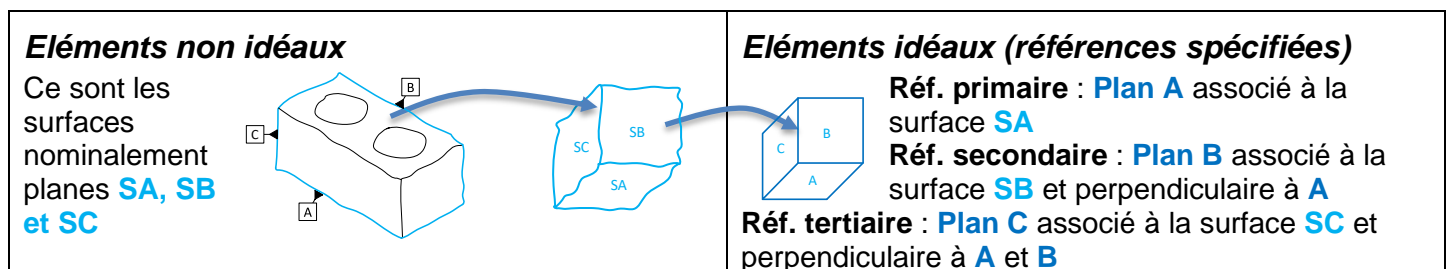 Eléments non idéaux
Ce sont les
surfaces
nominalement
planes SA, SB
et SC
B
C
A
SB
SC
SA
Eléments idéaux (références spécifiées)
Réf. primaire : Plan A associé à la
surface SA
Réf. secondaire : Plan B associé à la
surface SB et perpendiculaire à A
Réf. tertiaire : Plan C associé à la surface SC et
perpendiculaire à A et B
B
C
A